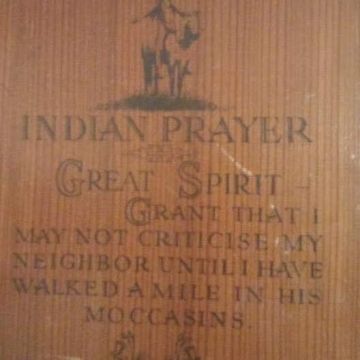 INDIAN PRAYER
GREAT SPIRIT -
GRANT THAT I
MAY NOT CRITICISE MY
NEIGHBOR UNTIL I HAVE
WALKED A MILE IN HIS
MOCCASINS.